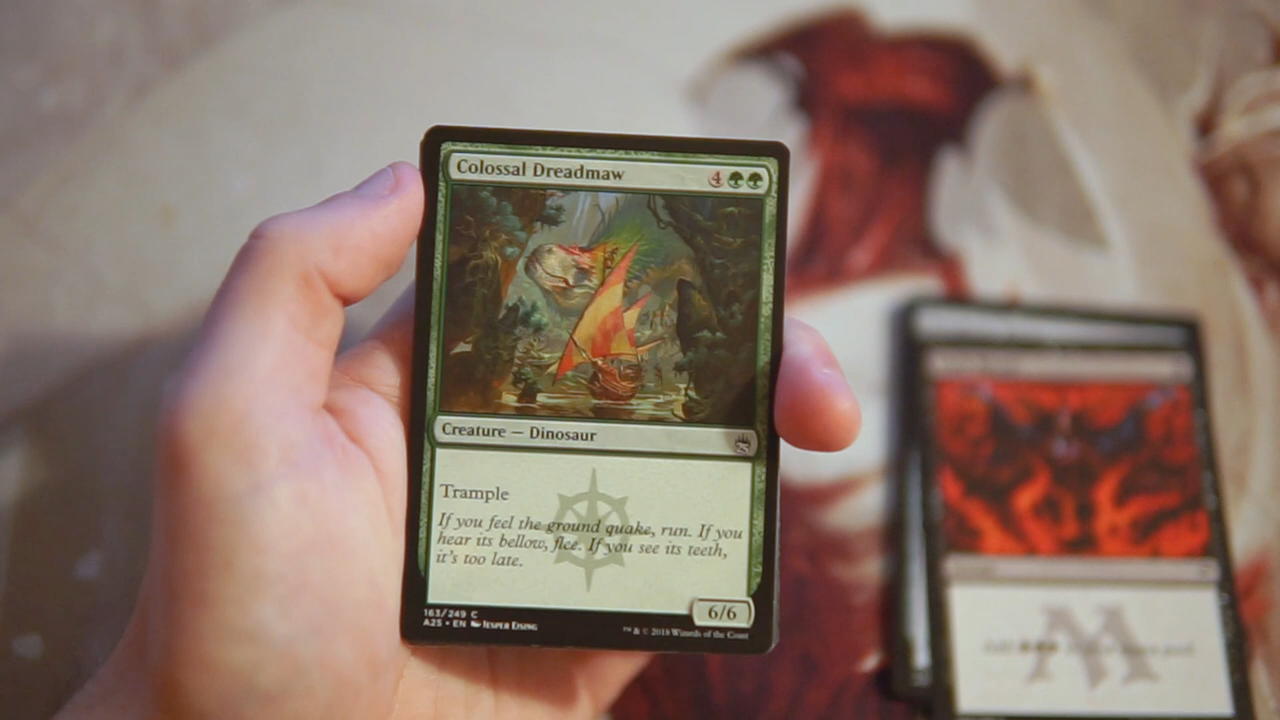 Colossal Dreadmaw 4
Creature — Dinosaur
Trample
If you feel the ground quake, run. If you
hear its bellow, flee. If you see its teeth,
it's too late.
6/6
163/249 C
A25 • EN Jesper Ejsing
™ & © 2018 Wizards of the Coast